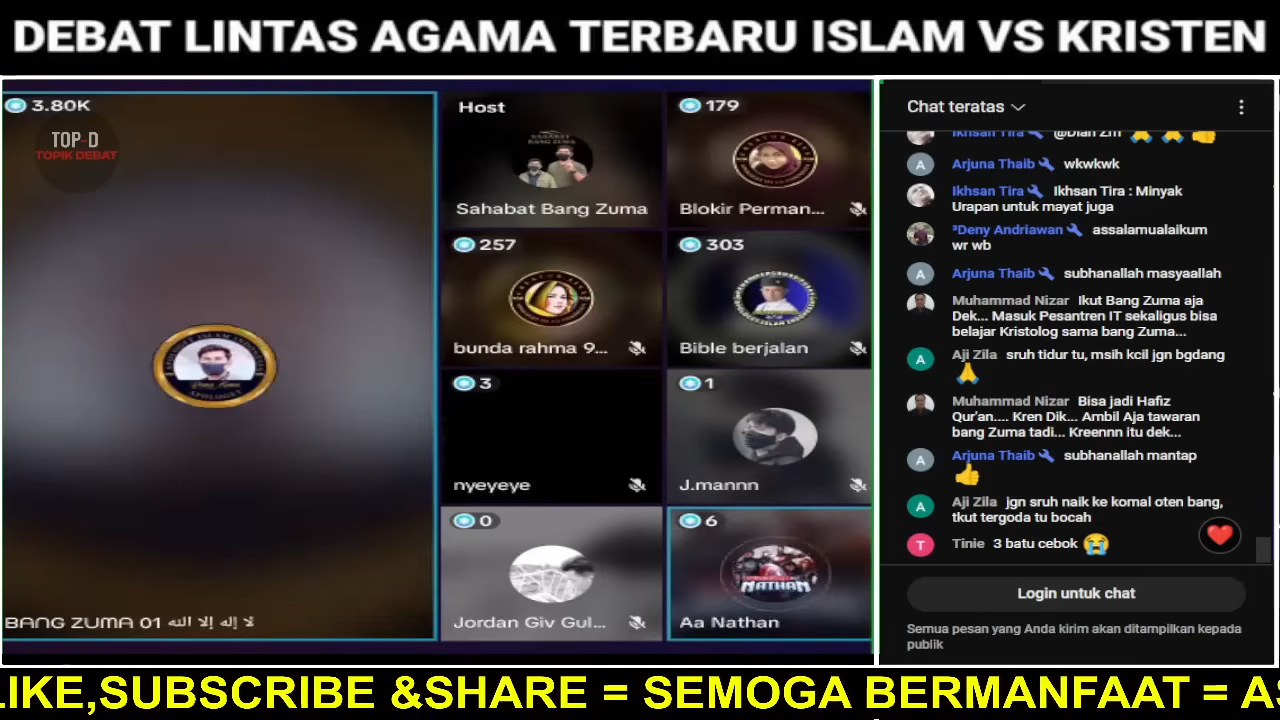 DEBAT LINTAS AGAMA TERBARU ISLAM VS KRISTEN
3.80K
TOP-D
TOPIK DEBAT
BANG ZUMA 01 لا إله إلا الله
Host
Sahabat Bang Zuma
179
Blokir Perman...
257
bunda rahma 9...
303
Bible berjalan
3
nyeyeye
1
J.mannn
0
Jordan Giv Gul...
6
NATHAN
Aa Nathan
Chat teratas
Ikhsan Tira @Dian Zm 🙏 🙏 👍
A Arjuna Thaib wkwkwk
Ikhsan Tira Ikhsan Tira : Minyak
Urapan untuk mayat juga
³Deny Andriawan assalamualaikum
wr wb
A Arjuna Thaib subhanallah masyaallah
Muhammad Nizar Ikut Bang Zuma aja
Dek... Masuk Pesantren IT sekaligus bisa
belajar Kristolog sama bang Zuma...
A Aji Zila sruh tidur tu, msih kcil jgn bgdang
🙏
Muhammad Nizar Bisa jadi Hafiz
Qur'an.... Kren Dik... Ambil Aja tawaran
bang Zuma tadi... Kreennn itu dek...
A Arjuna Thaib subhanallah mantap
👍
A Aji Zila jgn sruh naik ke komal oten bang,
tkut tergoda tu bocah
T Tinie 3 batu cebok 😭
Login untuk chat
Semua pesan yang Anda kirim akan ditampilkan kepada
publik
LIKE,SUBSCRIBE &SHARE = SEMOGA BERMANFAAT = AS